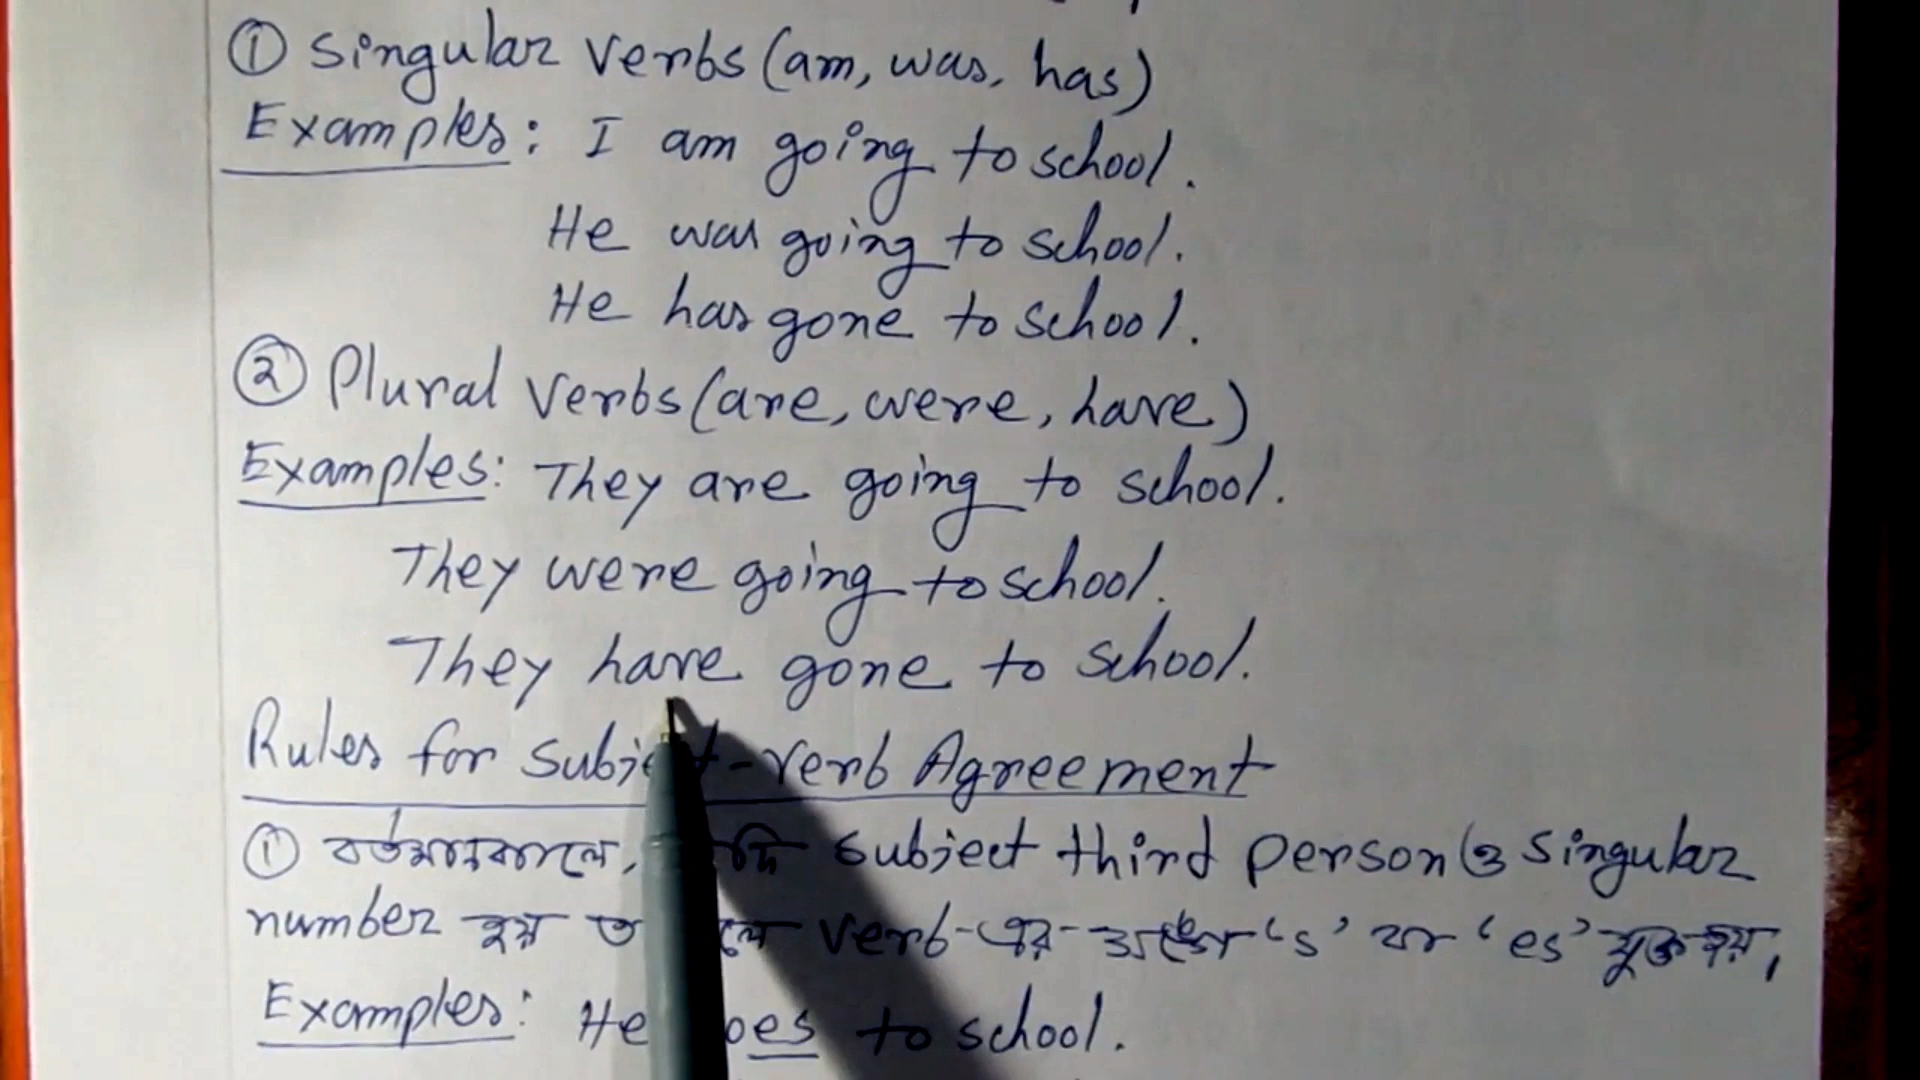 ① Singular Verbs (am, was, has)
Examples: I am going to school.
He was going to school.
He has gone to school.
② Plural Verbs (are, were, have)
Examples: They are going to school.
They were going to school.
They have gone to school.
Rules for Subject-Verb Agreement
① বর্তমানকালে, যদি Subject third person ও singular
number হয় verb-এর সঙ্গে 's' বা 'es' যুক্ত হয়।
Examples: He to school.